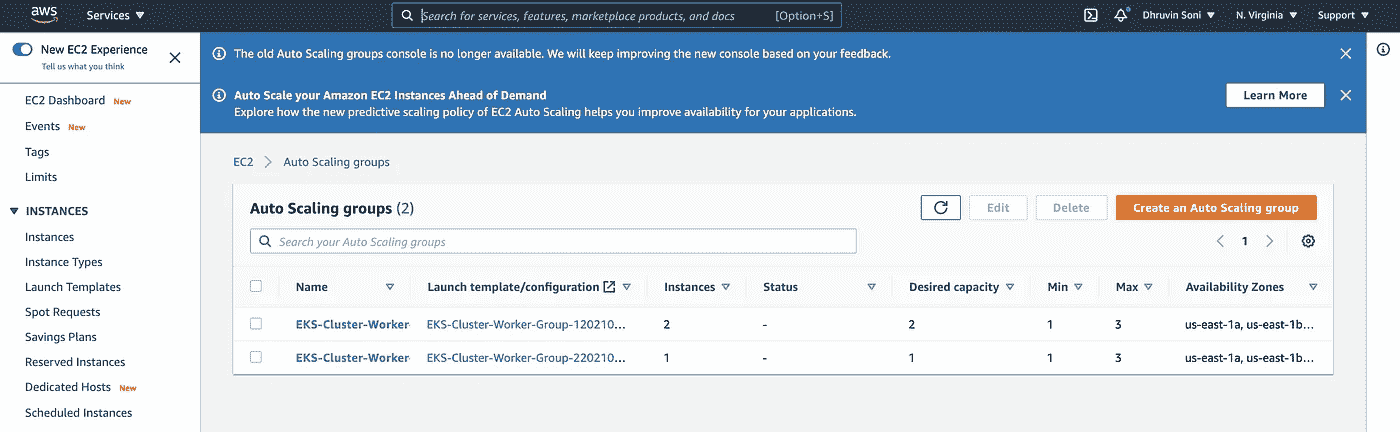 aws
Services
Search for services, features, marketplace products, and docs
[Option+S]
Dhruvin Soni
N. Virginia
Support
New EC2 Experience
Tell us what you think
EC2 Dashboard New
Events New
Tags
Limits
INSTANCES
Instances
Instance Types
Launch Templates
Spot Requests
Savings Plans
Reserved Instances
Dedicated Hosts New
Scheduled Instances
The old Auto Scaling groups console is no longer available. We will keep improving the new console based on your feedback.
Auto Scale your Amazon EC2 Instances Ahead of Demand
Explore how the new predictive scaling policy of EC2 Auto Scaling helps you improve availability for your applications.
Learn More
EC2 > Auto Scaling groups
Auto Scaling groups (2)
Edit
Delete
Create an Auto Scaling group
Search your Auto Scaling groups
1
Name Launch template/configuration Instances Status Desired capacity Min Max Availability Zones
EKS-Cluster-Worker- EKS-Cluster-Worker-Group-120210... 2 - 2 1 3 us-east-1a, us-east-1b...
EKS-Cluster-Worker- EKS-Cluster-Worker-Group-220210... 1 - 1 1 3 us-east-1a, us-east-1b...